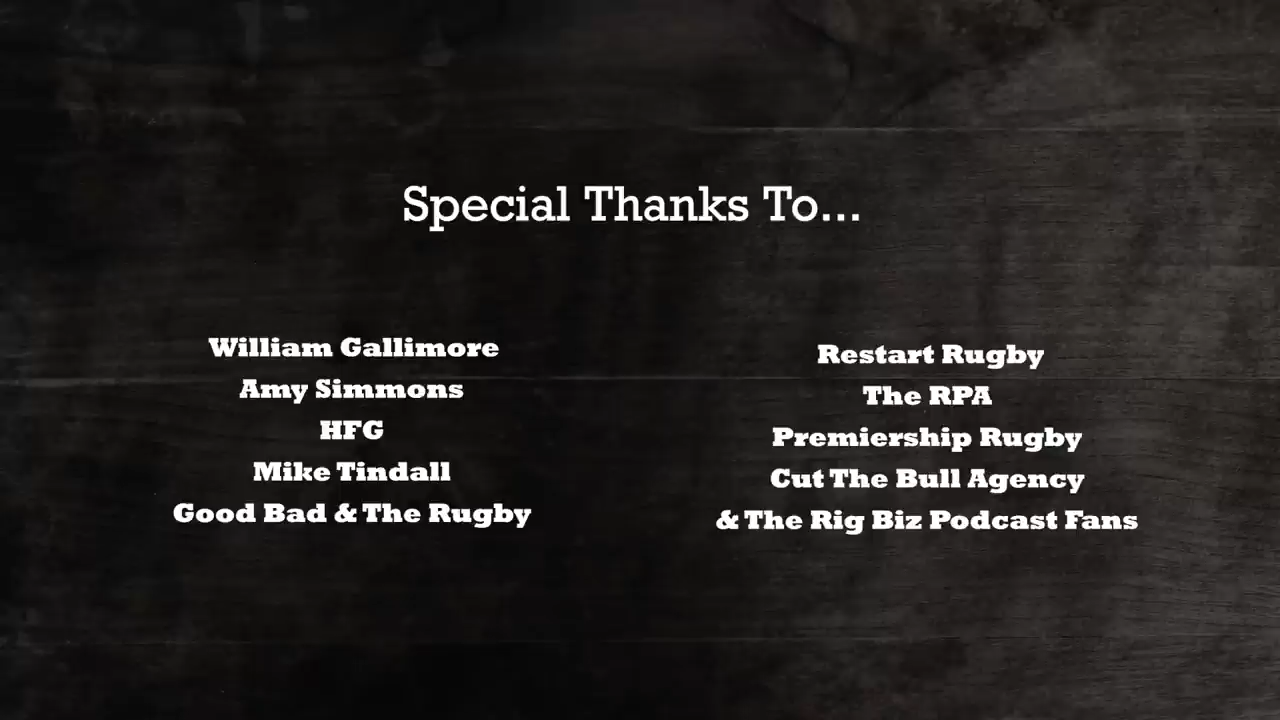 Special Thanks To...
William Gallimore
Amy Simmons
HFG
Mike Tindall
Good Bad & The Rugby
Restart Rugby
The RPA
Premiership Rugby
Cut The Bull Agency
& The Rig Biz Podcast Fans